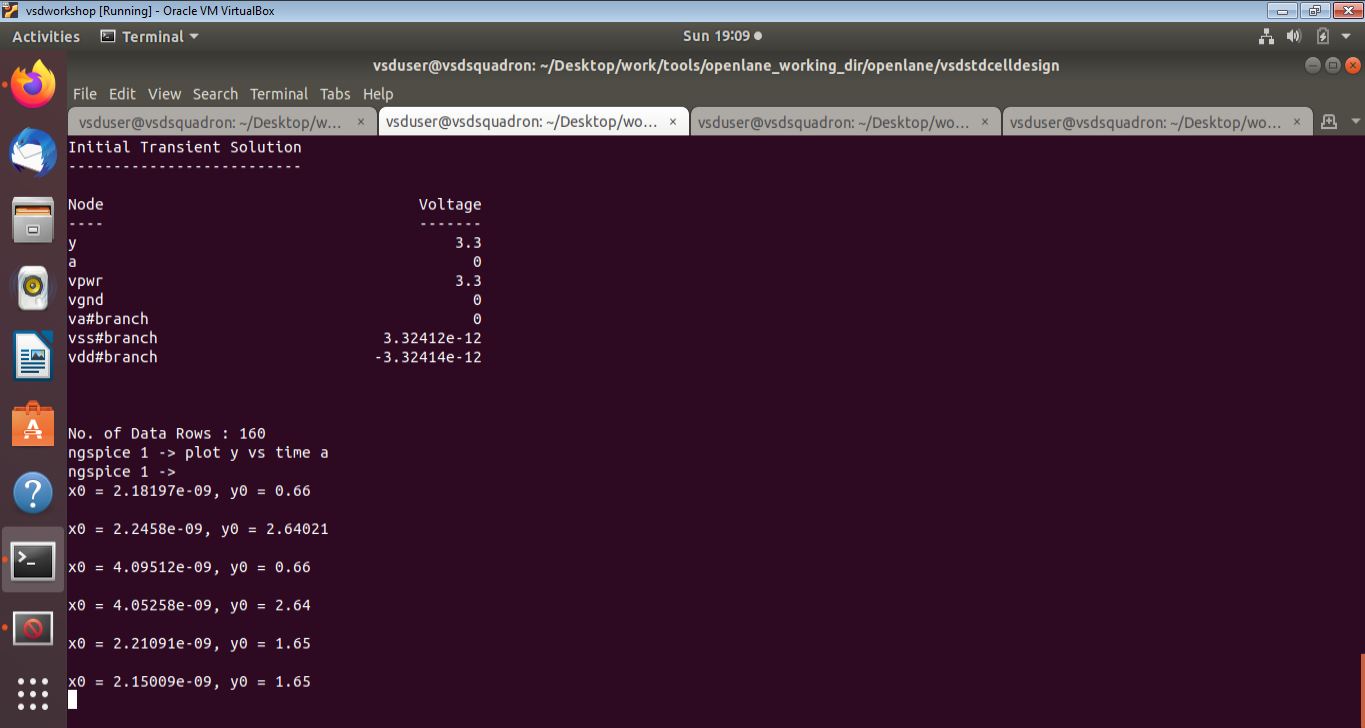 vsdworkshop [Running] - Oracle VM VirtualBox
Activities Terminal Sun 19:09
vsduser@vsdsquadron: ~/Desktop/work/tools/openlane_working_dir/openlane/vsdstdcelldesign
File Edit View Search Terminal Tabs Help
vsduser@vsdsquadron: ~/Desktop/w... × vsduser@vsdsquadron: ~/Desktop/wo... × vsduser@vsdsquadron: ~/Desktop/wo... × vsduser@vsdsquadron: ~/Desktop/wo... ×
Initial Transient Solution
--------------------------
Node Voltage
---- -------
y 3.3
a 0
vpwr 3.3
vgnd 0
va#branch 0
vss#branch 3.32412e-12
vdd#branch -3.32414e-12
No. of Data Rows : 160
ngspice 1 -> plot y vs time a
ngspice 1 ->
x0 = 2.18197e-09, y0 = 0.66
x0 = 2.2458e-09, y0 = 2.64021
x0 = 4.09512e-09, y0 = 0.66
x0 = 4.05258e-09, y0 = 2.64
x0 = 2.21091e-09, y0 = 1.65
x0 = 2.15009e-09, y0 = 1.65